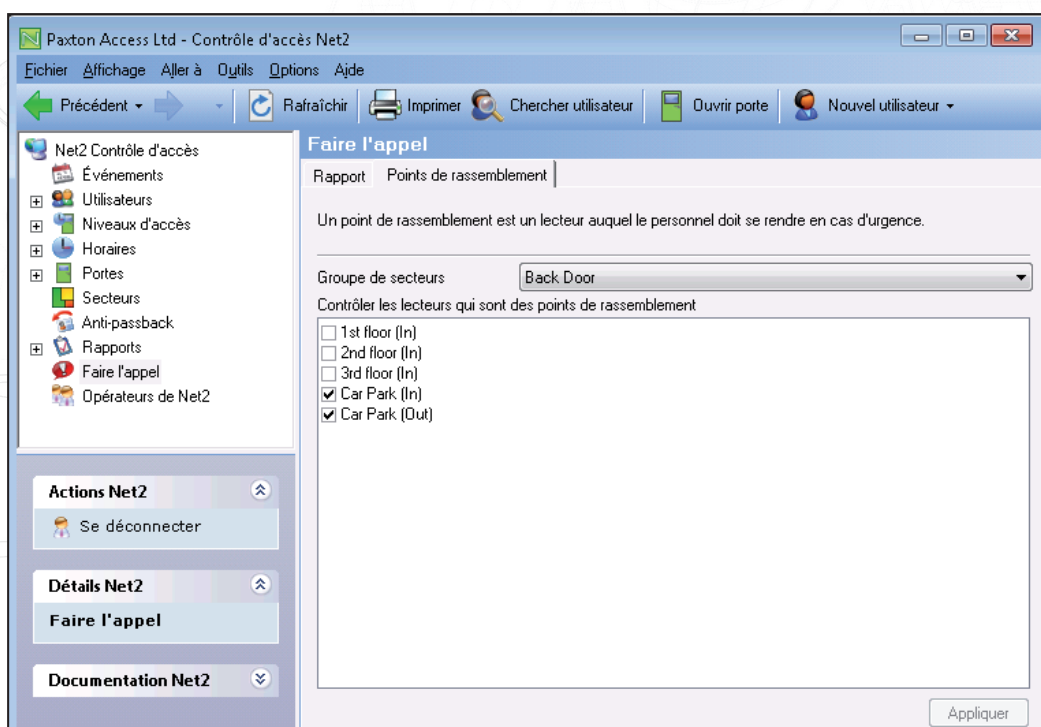 Paxton Access Ltd - Contrôle d'accès Net2
Fichier Affichage Aller à Outils Options Aide
Précédent Rafraîchir Imprimer Chercher utilisateur Ouvrir porte Nouvel utilisateur
Net2 Contrôle d'accès
Événements
Utilisateurs
Niveaux d'accès
Horaires
Portes
Secteurs
Anti-passback
Rapports
Faire l'appel
Opérateurs de Net2
Actions Net2
Se déconnecter
Détails Net2
Faire l'appel
Documentation Net2
Faire l'appel
Rapport Points de rassemblement
Un point de rassemblement est un lecteur auquel le personnel doit se rendre en cas d'urgence.
Groupe de secteurs Back Door
Contrôler les lecteurs qui sont des points de rassemblement
1st floor (In)
2nd floor (In)
3rd floor (In)
Car Park (In)
Car Park (Out)
Appliquer